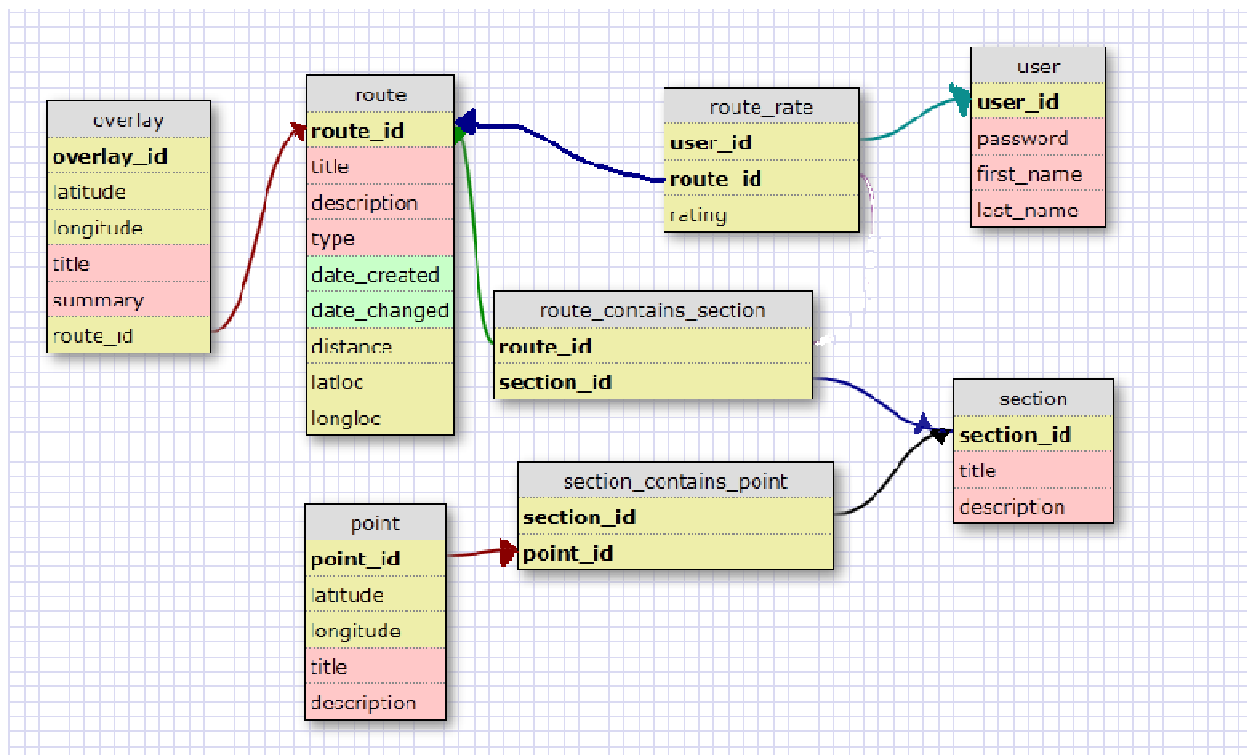 overlay
overlay_id
latitude
longitude
title
summary
route_id
route
route_id
title
description
type
date_created
date_changed
distance
latloc
longloc
route_rate
user_id
route_id
rating
user
user_id
password
first_name
last_name
route_contains_section
route_id
section_id
section
section_id
title
description
section_contains_point
section_id
point_id
point
point_id
latitude
longitude
title
description